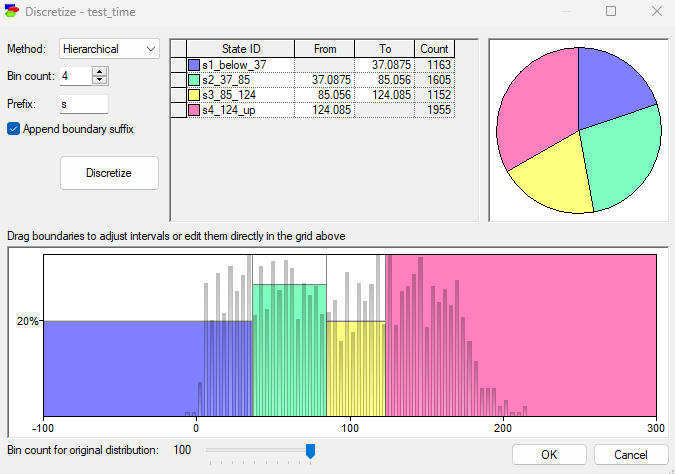 Discretize - test_time
Method: Hierarchical
Bin count: 4
Prefix: s
Append boundary suffix
Discretize
State ID From To Count
s1_below_37 37.0875 1163
s2_37_85 37.0875 85.056 1605
s3_85_124 85.056 124.085 1152
s4_124_up 124.085 1955
Drag boundaries to adjust intervals or edit them directly in the grid above
20%
-100 0 100 200 300
Bin count for original distribution: 100
OK Cancel